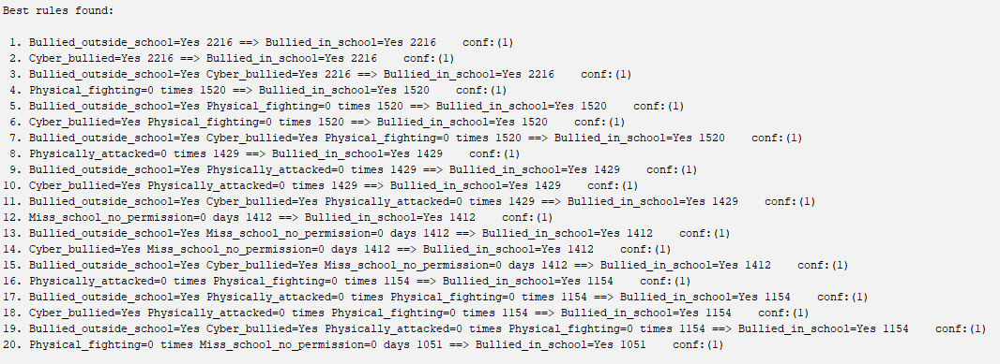 Best rules found:

 1. Bullied_outside_school=Yes 2216 ==> Bullied_in_school=Yes 2216    conf:(1)
 2. Cyber_bullied=Yes 2216 ==> Bullied_in_school=Yes 2216    conf:(1)
 3. Bullied_outside_school=Yes Cyber_bullied=Yes 2216 ==> Bullied_in_school=Yes 2216    conf:(1)
 4. Physical_fighting=0 times 1520 ==> Bullied_in_school=Yes 1520    conf:(1)
 5. Bullied_outside_school=Yes Physical_fighting=0 times 1520 ==> Bullied_in_school=Yes 1520    conf:(1)
 6. Cyber_bullied=Yes Physical_fighting=0 times 1520 ==> Bullied_in_school=Yes 1520    conf:(1)
 7. Bullied_outside_school=Yes Cyber_bullied=Yes Physical_fighting=0 times 1520 ==> Bullied_in_school=Yes 1520    conf:(1)
 8. Physically_attacked=0 times 1429 ==> Bullied_in_school=Yes 1429    conf:(1)
 9. Bullied_outside_school=Yes Physically_attacked=0 times 1429 ==> Bullied_in_school=Yes 1429    conf:(1)
10. Cyber_bullied=Yes Physically_attacked=0 times 1429 ==> Bullied_in_school=Yes 1429    conf:(1)
11. Bullied_outside_school=Yes Cyber_bullied=Yes Physically_attacked=0 times 1429 ==> Bullied_in_school=Yes 1429    conf:(1)
12. Miss_school_no_permission=0 days 1412 ==> Bullied_in_school=Yes 1412    conf:(1)
13. Bullied_outside_school=Yes Miss_school_no_permission=0 days 1412 ==> Bullied_in_school=Yes 1412    conf:(1)
14. Cyber_bullied=Yes Miss_school_no_permission=0 days 1412 ==> Bullied_in_school=Yes 1412    conf:(1)
15. Bullied_outside_school=Yes Cyber_bullied=Yes Miss_school_no_permission=0 days 1412 ==> Bullied_in_school=Yes 1412    conf:(1)
16. Physically_attacked=0 times Physical_fighting=0 times 1154 ==> Bullied_in_school=Yes 1154    conf:(1)
17. Bullied_outside_school=Yes Physically_attacked=0 times Physical_fighting=0 times 1154 ==> Bullied_in_school=Yes 1154    conf:(1)
18. Cyber_bullied=Yes Physically_attacked=0 times Physical_fighting=0 times 1154 ==> Bullied_in_school=Yes 1154    conf:(1)
19. Bullied_outside_school=Yes Cyber_bullied=Yes Physically_attacked=0 times Physical_fighting=0 times 1154 ==> Bullied_in_school=Yes 1154    conf:(1)
20. Physical_fighting=0 times Miss_school_no_permission=0 days 1051 ==> Bullied_in_school=Yes 1051    conf:(1)